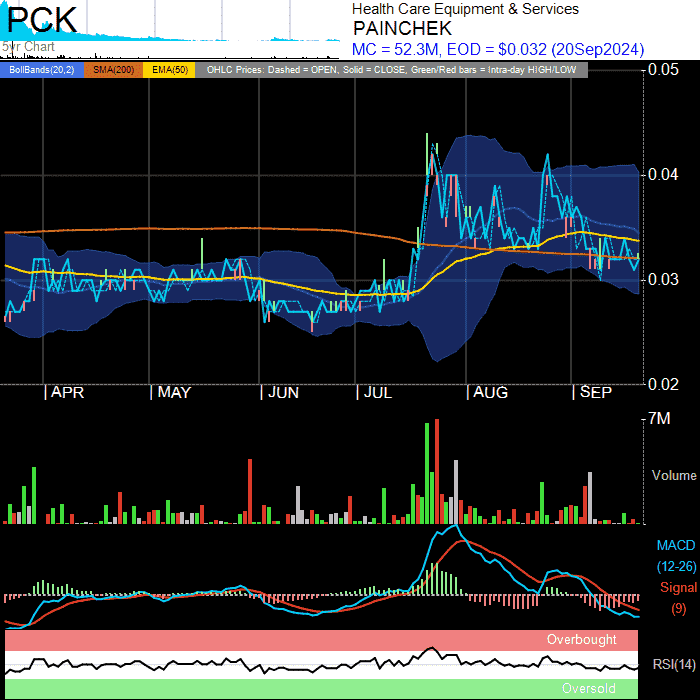 PCK
5yr Chart
Health Care Equipment & Services
PAINCHEK
MC = 52.3M, EOD = $0.032 (20Sep2024)
BollBands(20,2) SMA(200) EMA(50) OHLC Prices: Dashed = OPEN, Solid = CLOSE, Green/Red bars = Intra-day HIGH/LOW
0.05
0.04
0.03
0.02
| APR | MAY | JUN | JUL | AUG | SEP
7M
Volume
MACD
(12-26)
Signal
(9)
Overbought
RSI(14)
Oversold